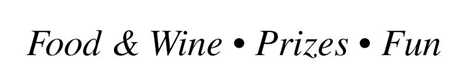 Food & Wine • Prizes • Fun